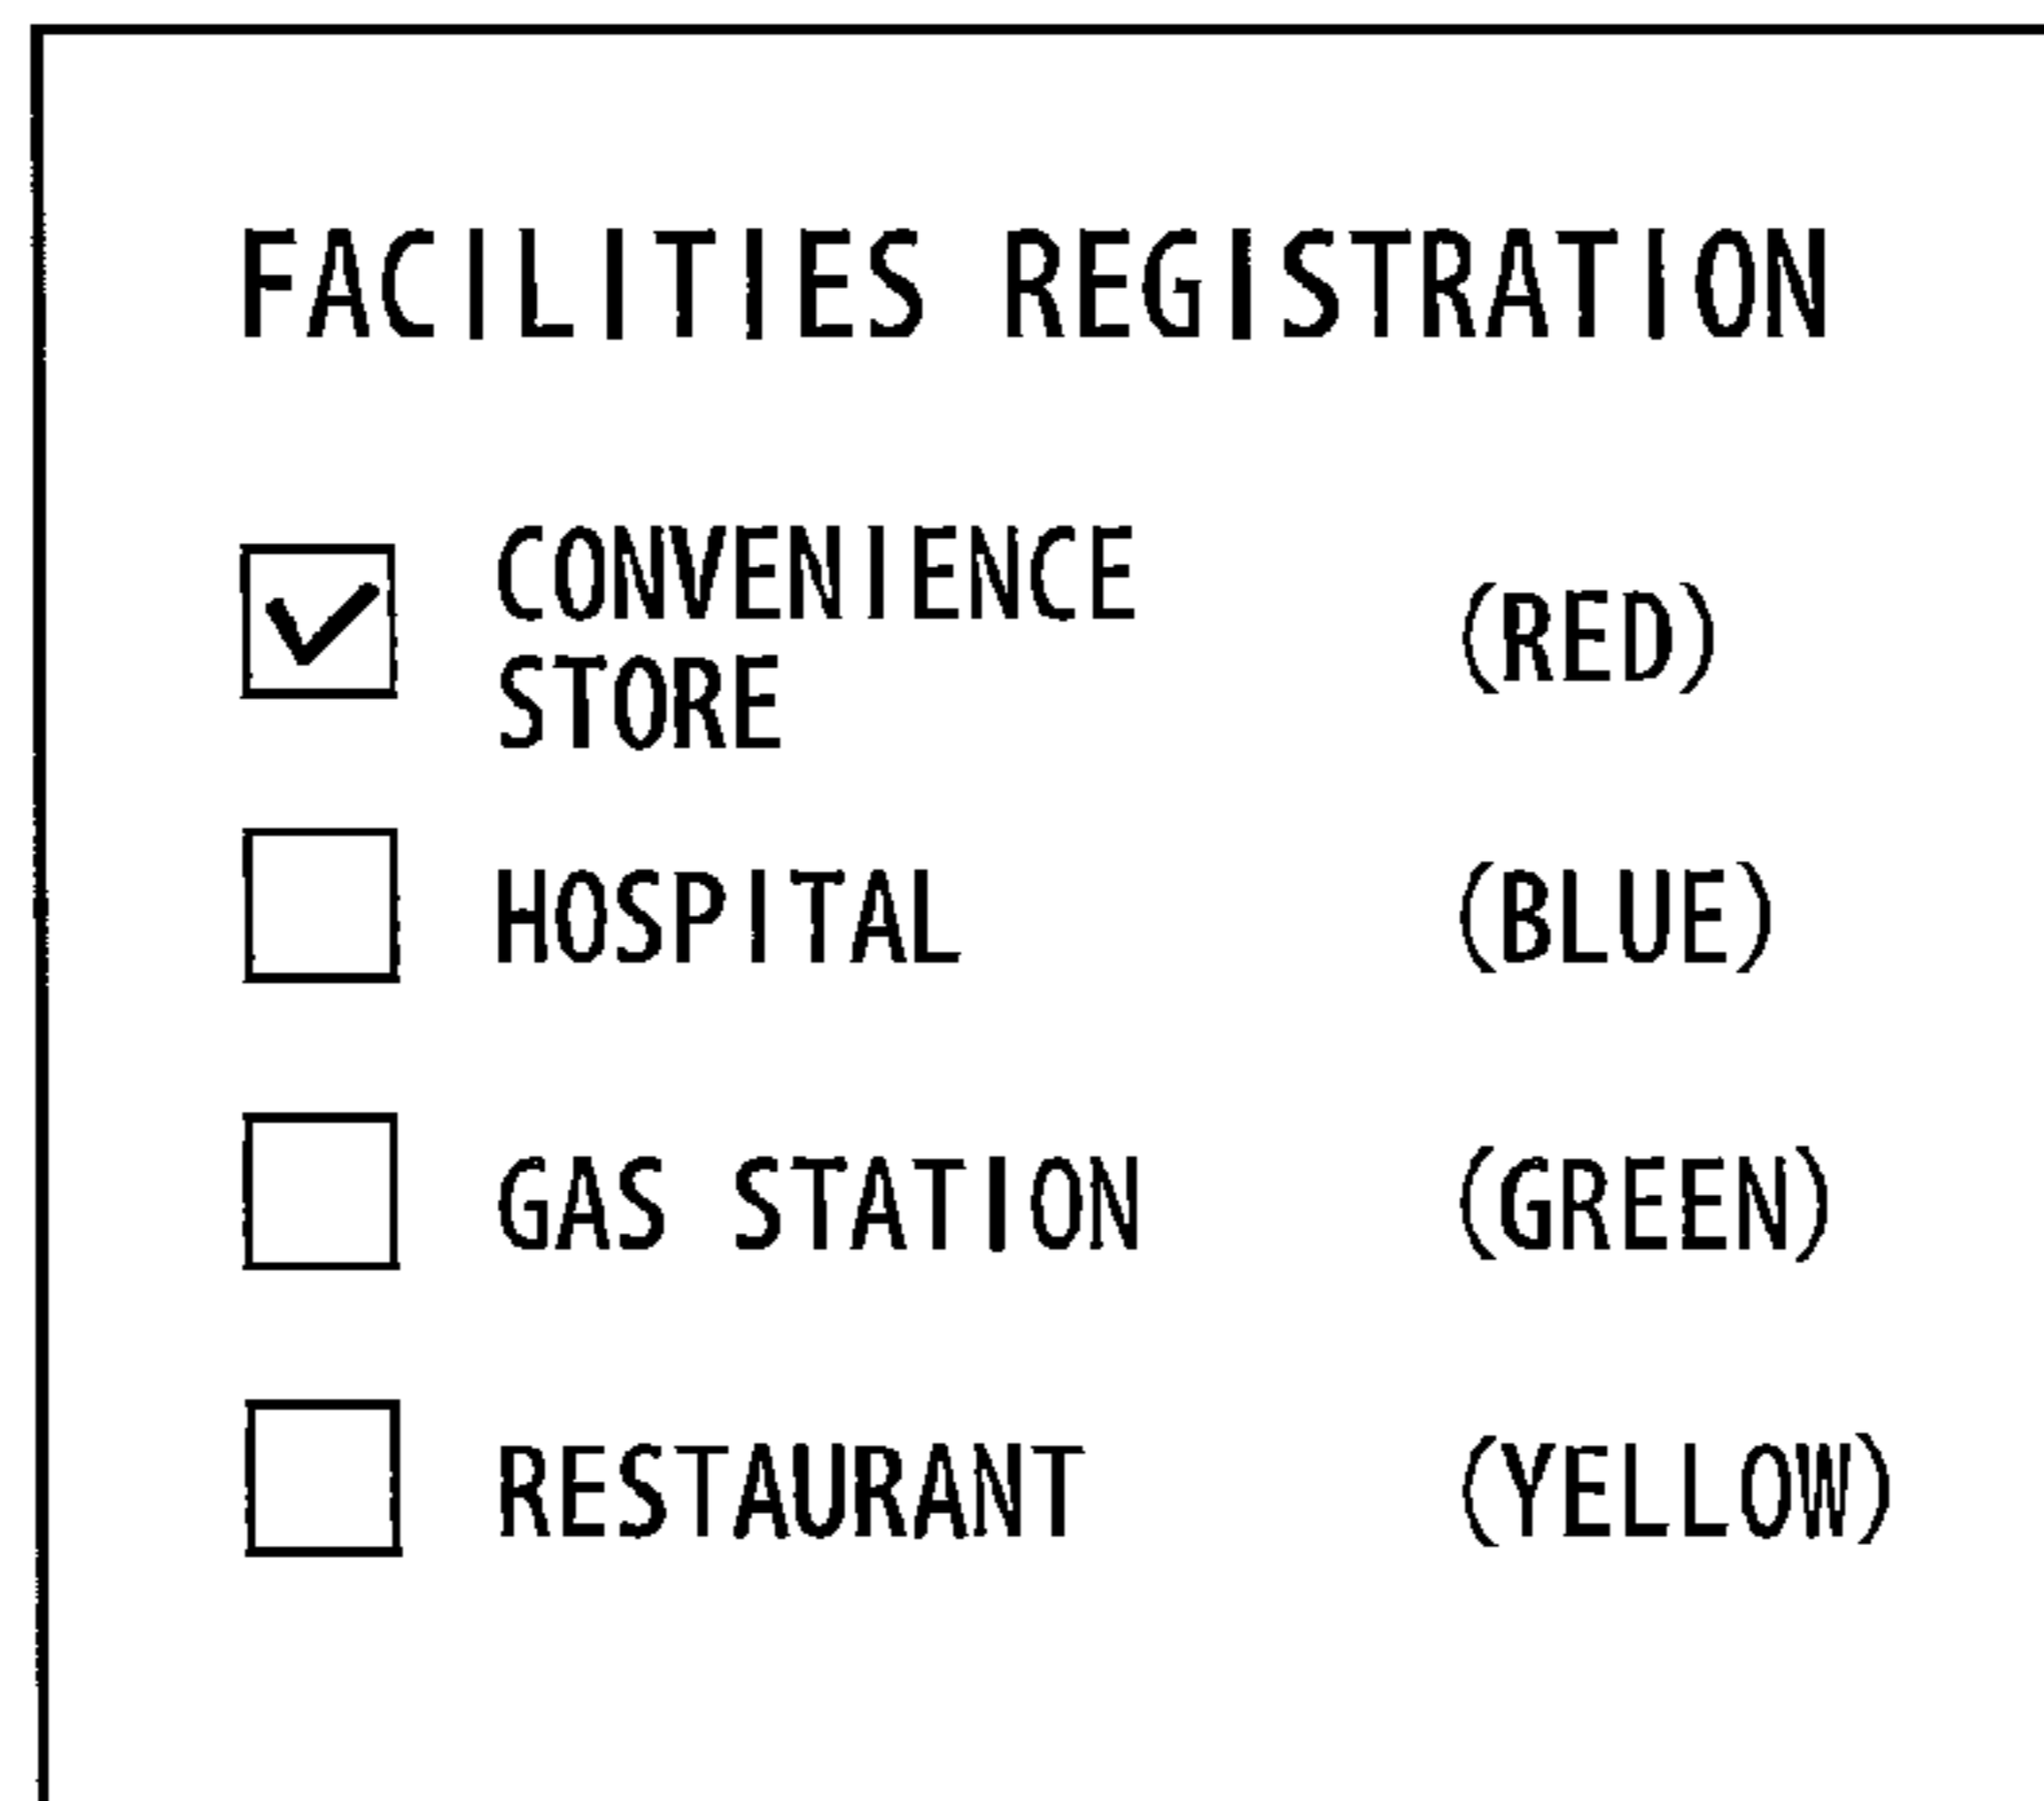 FACILITIES REGISTRATION
CONVENIENCE
STORE
(RED)
HOSPITAL (BLUE)
GAS STATION (GREEN)
RESTAURANT (YELLOW)